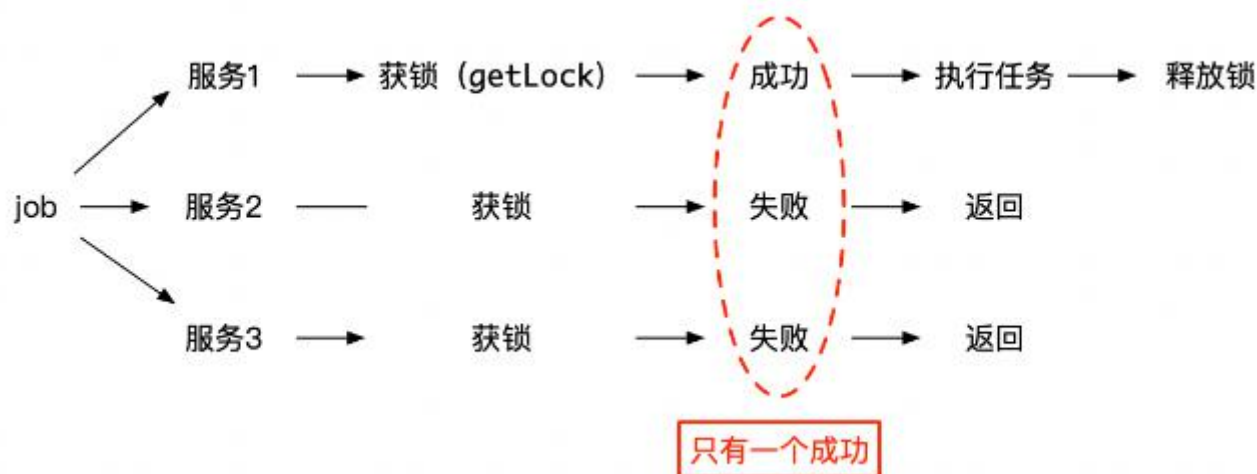 服务1 获锁（getLock） 成功 执行任务 释放锁
job 服务2 获锁 失败 返回
服务3 获锁 失败 返回
只有一个成功